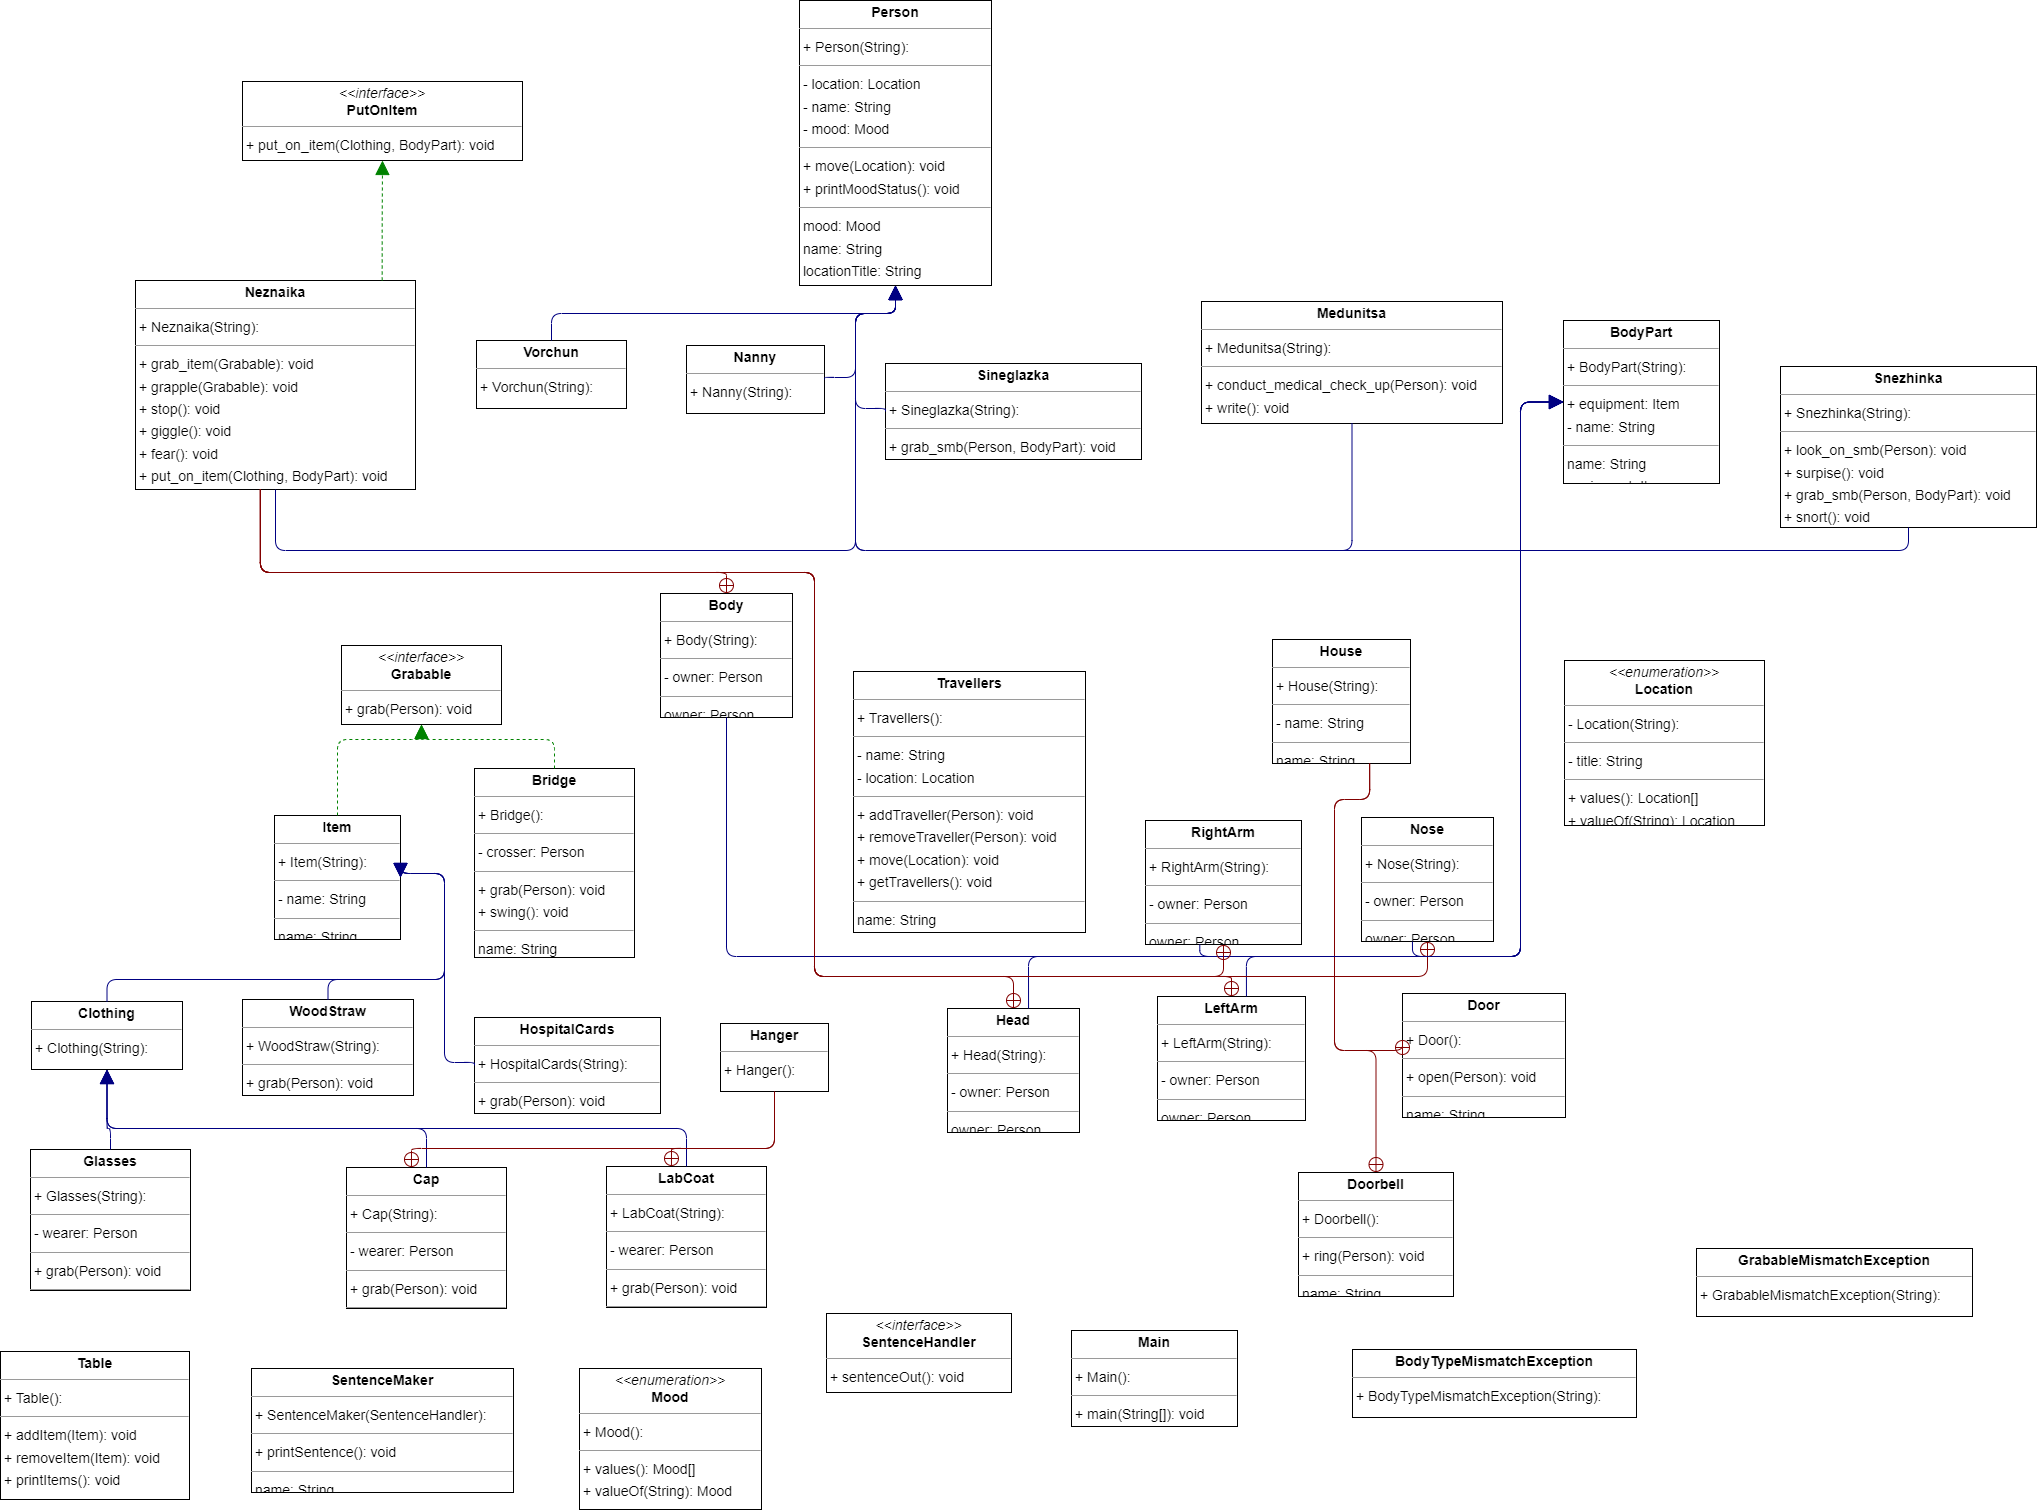 Person
+ Person(String):
- location: Location
- name: String
- mood: Mood
+ move(Location): void
+ printMoodStatus(): void
mood: Mood
name: String
locationTitle: String
<<interface>>
PutOnItem
+ put_on_item(Clothing, BodyPart): void
Neznaika
+ Neznaika(String):
+ grab_item(Grabable): void
+ grapple(Grabable): void
+ stop(): void
+ giggle(): void
+ fear(): void
+ put_on_item(Clothing, BodyPart): void
Vorchun
+ Vorchun(String):
Nanny
+ Nanny(String):
Sineglazka
+ Sineglazka(String):
+ grab_smb(Person, BodyPart): void
Medunitsa
+ Medunitsa(String):
+ conduct_medical_check_up(Person): void
+ write(): void
BodyPart
+ BodyPart(String):
+ equipment: Item
- name: String
name: String
Snezhinka
+ Snezhinka(String):
+ look_on_smb(Person): void
+ surpise(): void
+ grab_smb(Person, BodyPart): void
+ snort(): void
Body
+ Body(String):
- owner: Person
owner: Person
<<interface>>
Grabable
+ grab(Person): void
Travellers
+ Travellers():
- name: String
- location: Location
+ addTraveller(Person): void
+ removeTraveller(Person): void
+ move(Location): void
+ getTravellers(): void
name: String
House
+ House(String):
- name: String
name: String
<<enumeration>>
Location
- Location(String):
- title: String
+ values(): Location[]
+ valueOf(String): Location
Item
+ Item(String):
- name: String
name: String
Bridge
+ Bridge():
- crosser: Person
+ grab(Person): void
+ swing(): void
name: String
RightArm
+ RightArm(String):
- owner: Person
owner: Person
Nose
+ Nose(String):
- owner: Person
owner: Person
Clothing
+ Clothing(String):
WoodStraw
+ WoodStraw(String):
+ grab(Person): void
HospitalCards
+ HospitalCards(String):
+ grab(Person): void
Hanger
+ Hanger():
Head
+ Head(String):
- owner: Person
owner: Person
LeftArm
+ LeftArm(String):
- owner: Person
owner: Person
Door
+ Door():
+ open(Person): void
name: String
Glasses
+ Glasses(String):
- wearer: Person
+ grab(Person): void
Cap
+ Cap(String):
- wearer: Person
+ grab(Person): void
LabCoat
+ LabCoat(String):
- wearer: Person
+ grab(Person): void
Doorbell
+ Doorbell():
+ ring(Person): void
name: String
GrabableMismatchException
+ GrabableMismatchException(String):
Table
+ Table():
+ addItem(Item): void
+ removeItem(Item): void
+ printItems(): void
SentenceMaker
+ SentenceMaker(SentenceHandler):
+ printSentence(): void
name: String
<<enumeration>>
Mood
+ Mood():
+ values(): Mood[]
+ valueOf(String): Mood
<<interface>>
SentenceHandler
+ sentenceOut(): void
Main
+ Main():
+ main(String[]): void
BodyTypeMismatchException
+ BodyTypeMismatchException(String):